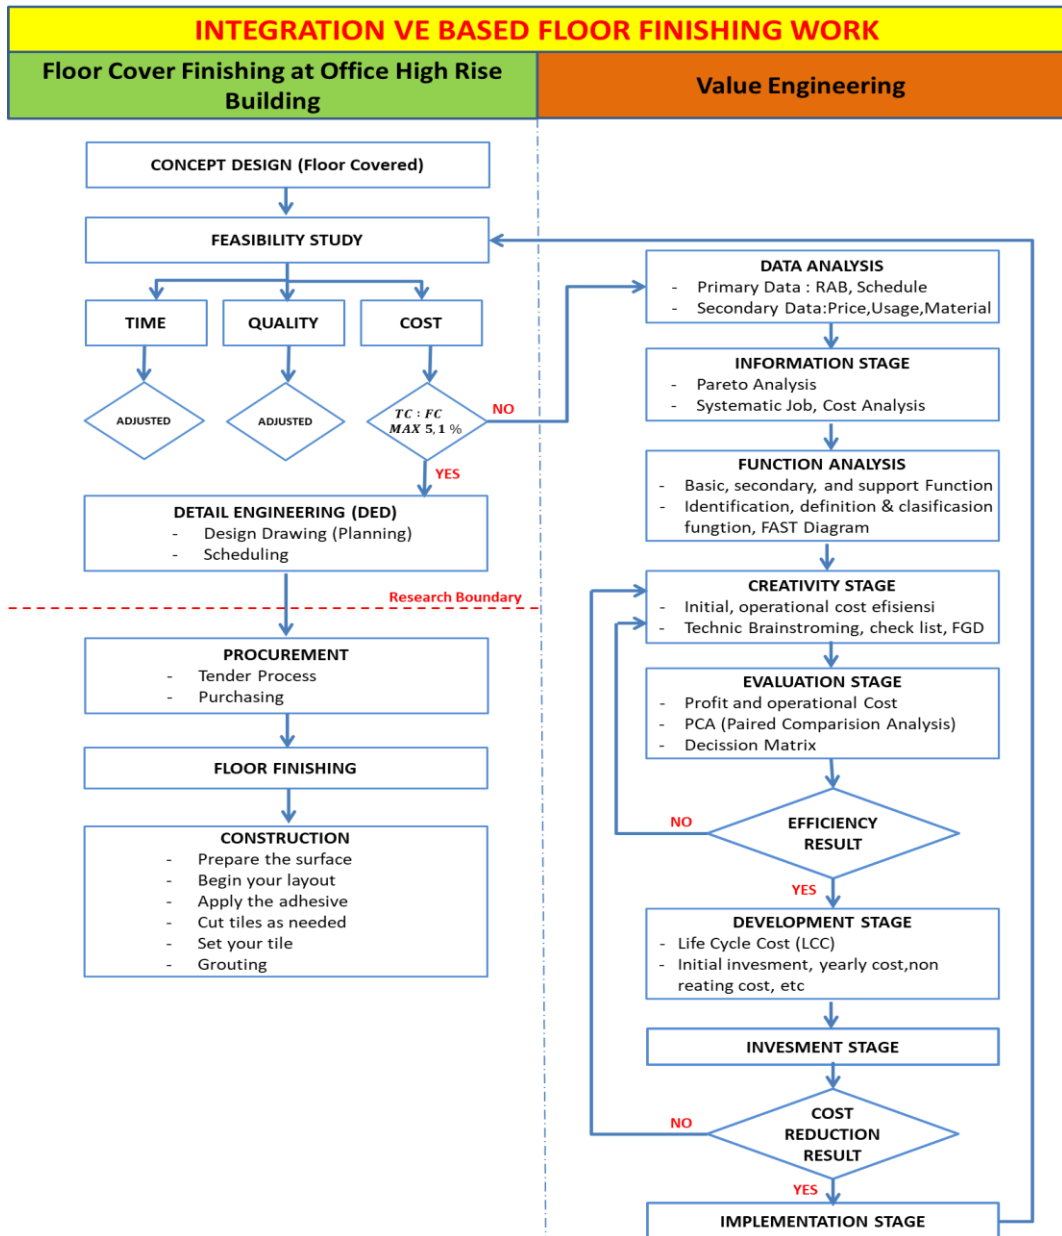 INTEGRATION VE BASED FLOOR FINISHING WORK
Floor Cover Finishing at Office High Rise
Building
Value Engineering
CONCEPT DESIGN (Floor Covered)
FEASIBILITY STUDY
TIME
QUALITY
COST
ADJUSTED
ADJUSTED
TC : FC
MAX 5, 1 %
NO
YES
DETAIL ENGINEERING (DED)
- Design Drawing (Planning)
- Scheduling
Research Boundary
PROCUREMENT
- Tender Process
- Purchasing
FLOOR FINISHING
CONSTRUCTION
- Prepare the surface
- Begin your layout
- Apply the adhesive
- Cut tiles as needed
- Set your tile
- Grouting
DATA ANALYSIS
- Primary Data : RAB, Schedule
- Secondary Data:Price,Usage,Material
INFORMATION STAGE
- Pareto Analysis
- Systematic Job, Cost Analysis
FUNCTION ANALYSIS
- Basic, secondary, and support Function
- Identification, definition & clasificasion
fungtion, FAST Diagram
CREATIVITY STAGE
- Initial, operational cost efisiensi
- Technic Brainstroming, check list, FGD
EVALUATION STAGE
- Profit and operational Cost
- PCA (Paired Comparision Analysis)
- Decission Matrix
NO
EFFICIENCY
RESULT
YES
DEVELOPMENT STAGE
- Life Cycle Cost (LCC)
- Initial invesment, yearly cost,non
reating cost, etc
INVESMENT STAGE
NO
COST
REDUCTION
RESULT
YES
IMPLEMENTATION STAGE